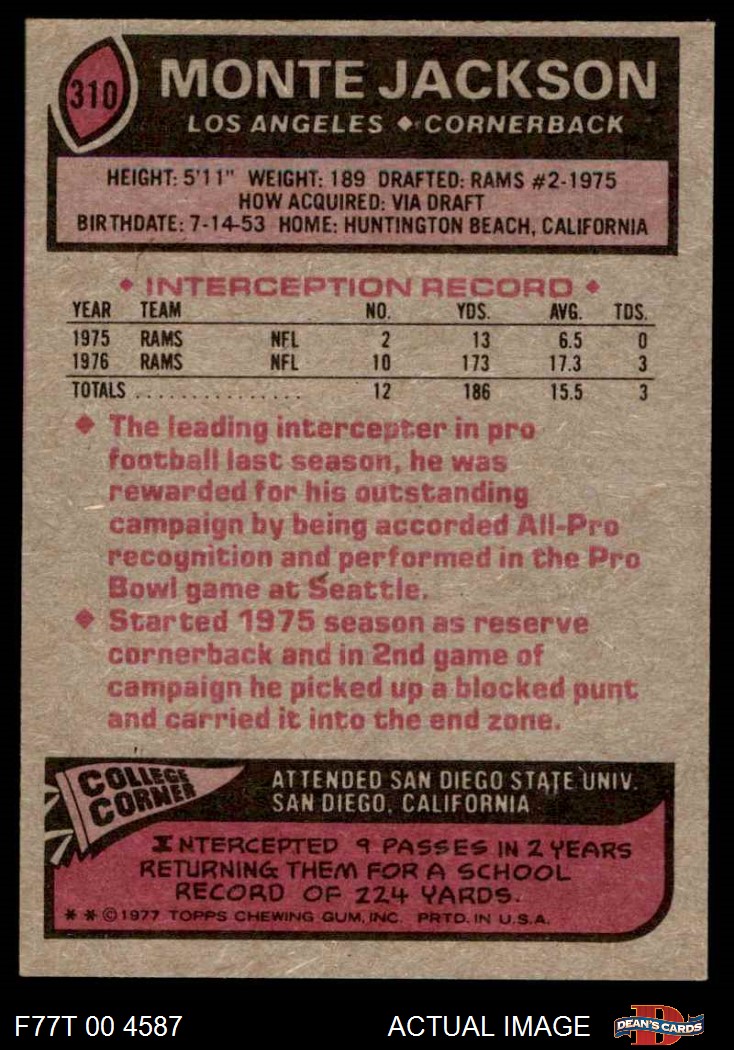 310
MONTE JACKSON
LOS ANGELES ◆ CORNERBACK
HEIGHT: 5'11" WEIGHT: 189 DRAFTED: RAMS #2-1975
HOW ACQUIRED: VIA DRAFT
BIRTHDATE: 7-14-53 HOME: HUNTINGTON BEACH, CALIFORNIA
◆ INTERCEPTION RECORD ◆
YEAR TEAM NO. YDS. AVG. TDS.
1975 RAMS NFL 2 13 6.5 0
1976 RAMS NFL 10 173 17.3 3
TOTALS . . . . . . . . . . . . . . . 12 186 15.5 3
◆ The leading intercepter in pro
football last season, he was
rewarded for his outstanding
campaign by being accorded All-Pro
recognition and performed in the Pro
Bowl game at Seattle.
◆ Started 1975 season as reserve
cornerback and in 2nd game of
campaign he picked up a blocked punt
and carried it into the end zone.
COLLEGE
CORNER
ATTENDED SAN DIEGO STATE UNIV.
SAN DIEGO, CALIFORNIA
INTERCEPTED 9 PASSES IN 2 YEARS
RETURNING THEM FOR A SCHOOL
RECORD OF 224 YARDS.
* * © 1977 TOPPS CHEWING GUM, INC. PRTD. IN U.S.A.
F77T 00 4587 ACTUAL IMAGE
D
DEAN'S CARDS